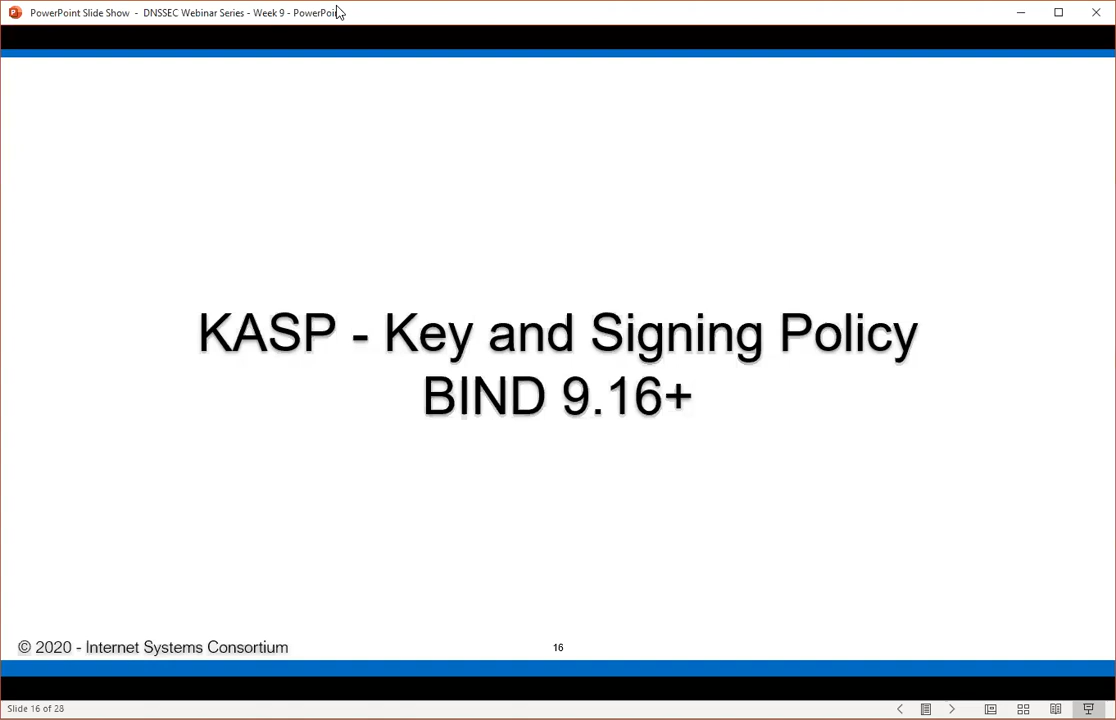 PowerPoint Slide Show - DNSSEC Webinar Series - Week 9 - PowerPoint
KASP - Key and Signing Policy
BIND 9.16+
© 2020 - Internet Systems Consortium
16
Slide 16 of 28